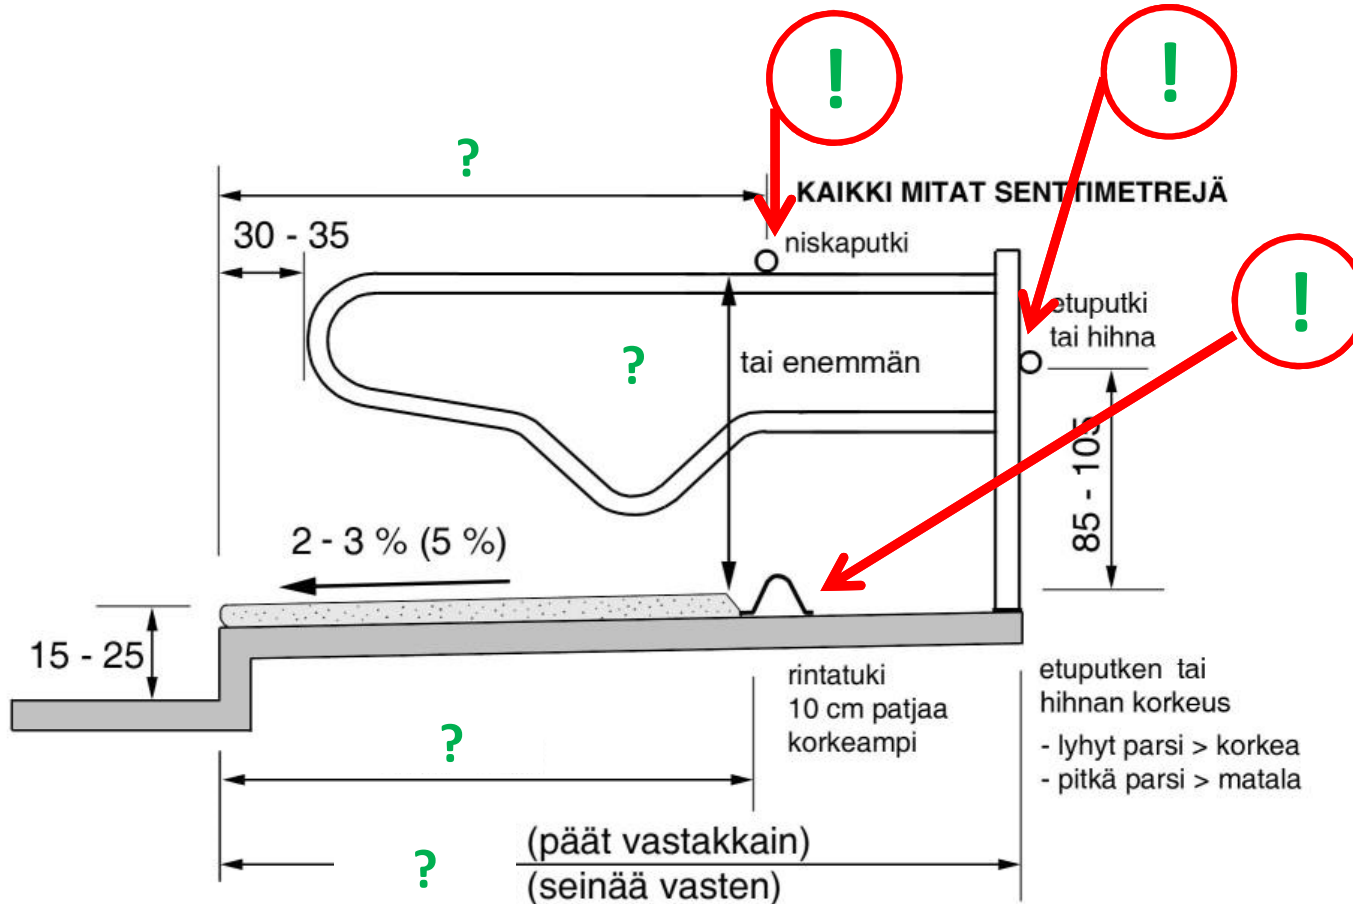 !
!
?
KAIKKI MITAT SENTTIMETREJÄ
30 - 35
niskaputki
!
etuputki
tai hihna
?
tai enemmän
85 - 105
2 - 3 % (5 %)
15 - 25
rintatuki
10 cm patjaa
korkeampi
etuputken tai
hihnan korkeus
- lyhyt parsi > korkea
- pitkä parsi > matala
?
(päät vastakkain)
?
(seinää vasten)